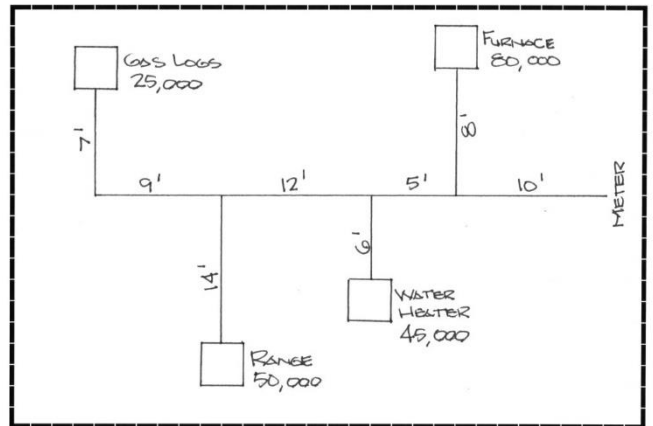 GAS LOGS
25,000
FURNACE
80,000
7'
8'
9'
12'
5'
10'
METER
14'
6'
WATER
HEATER
45,000
RANGE
50,000